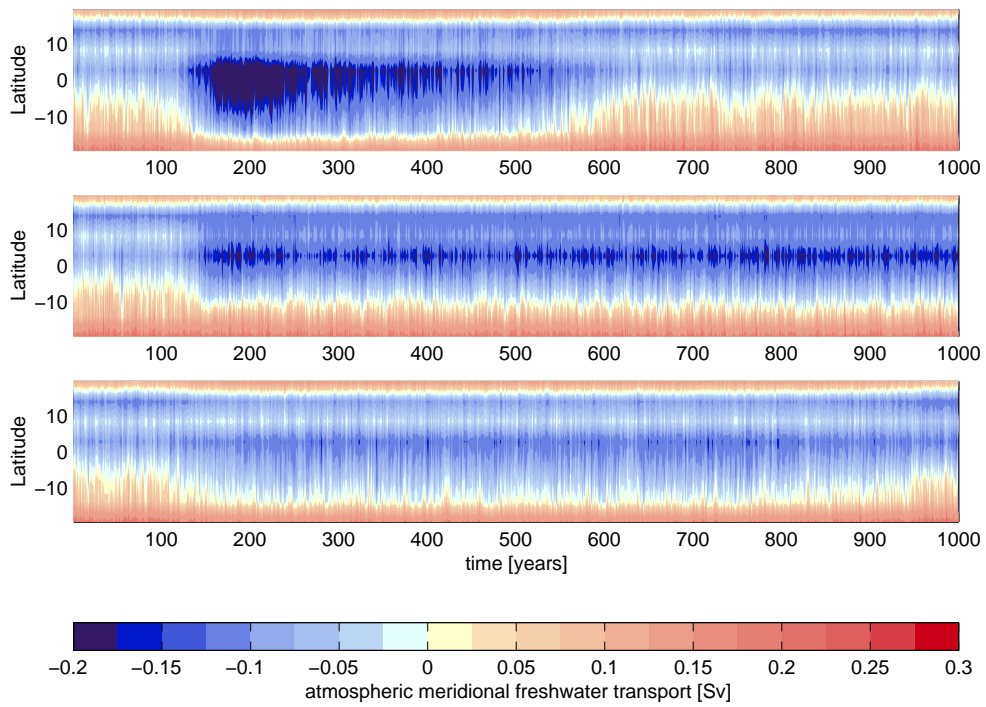 10
Latitude
0
−10
100 200 300 400 500 600 700 800 900 1000
10
0
Latitude
−10
100 200 300 400 500 600 700 800 900 1000
10
Latitude
0
−10
100 200 300 400 500 600 700 800 900 1000
time [years]
−0.2 −0.15 −0.1 −0.05 0 0.05 0.1 0.15 0.2 0.25 0.3
atmospheric meridional freshwater transport [Sv]